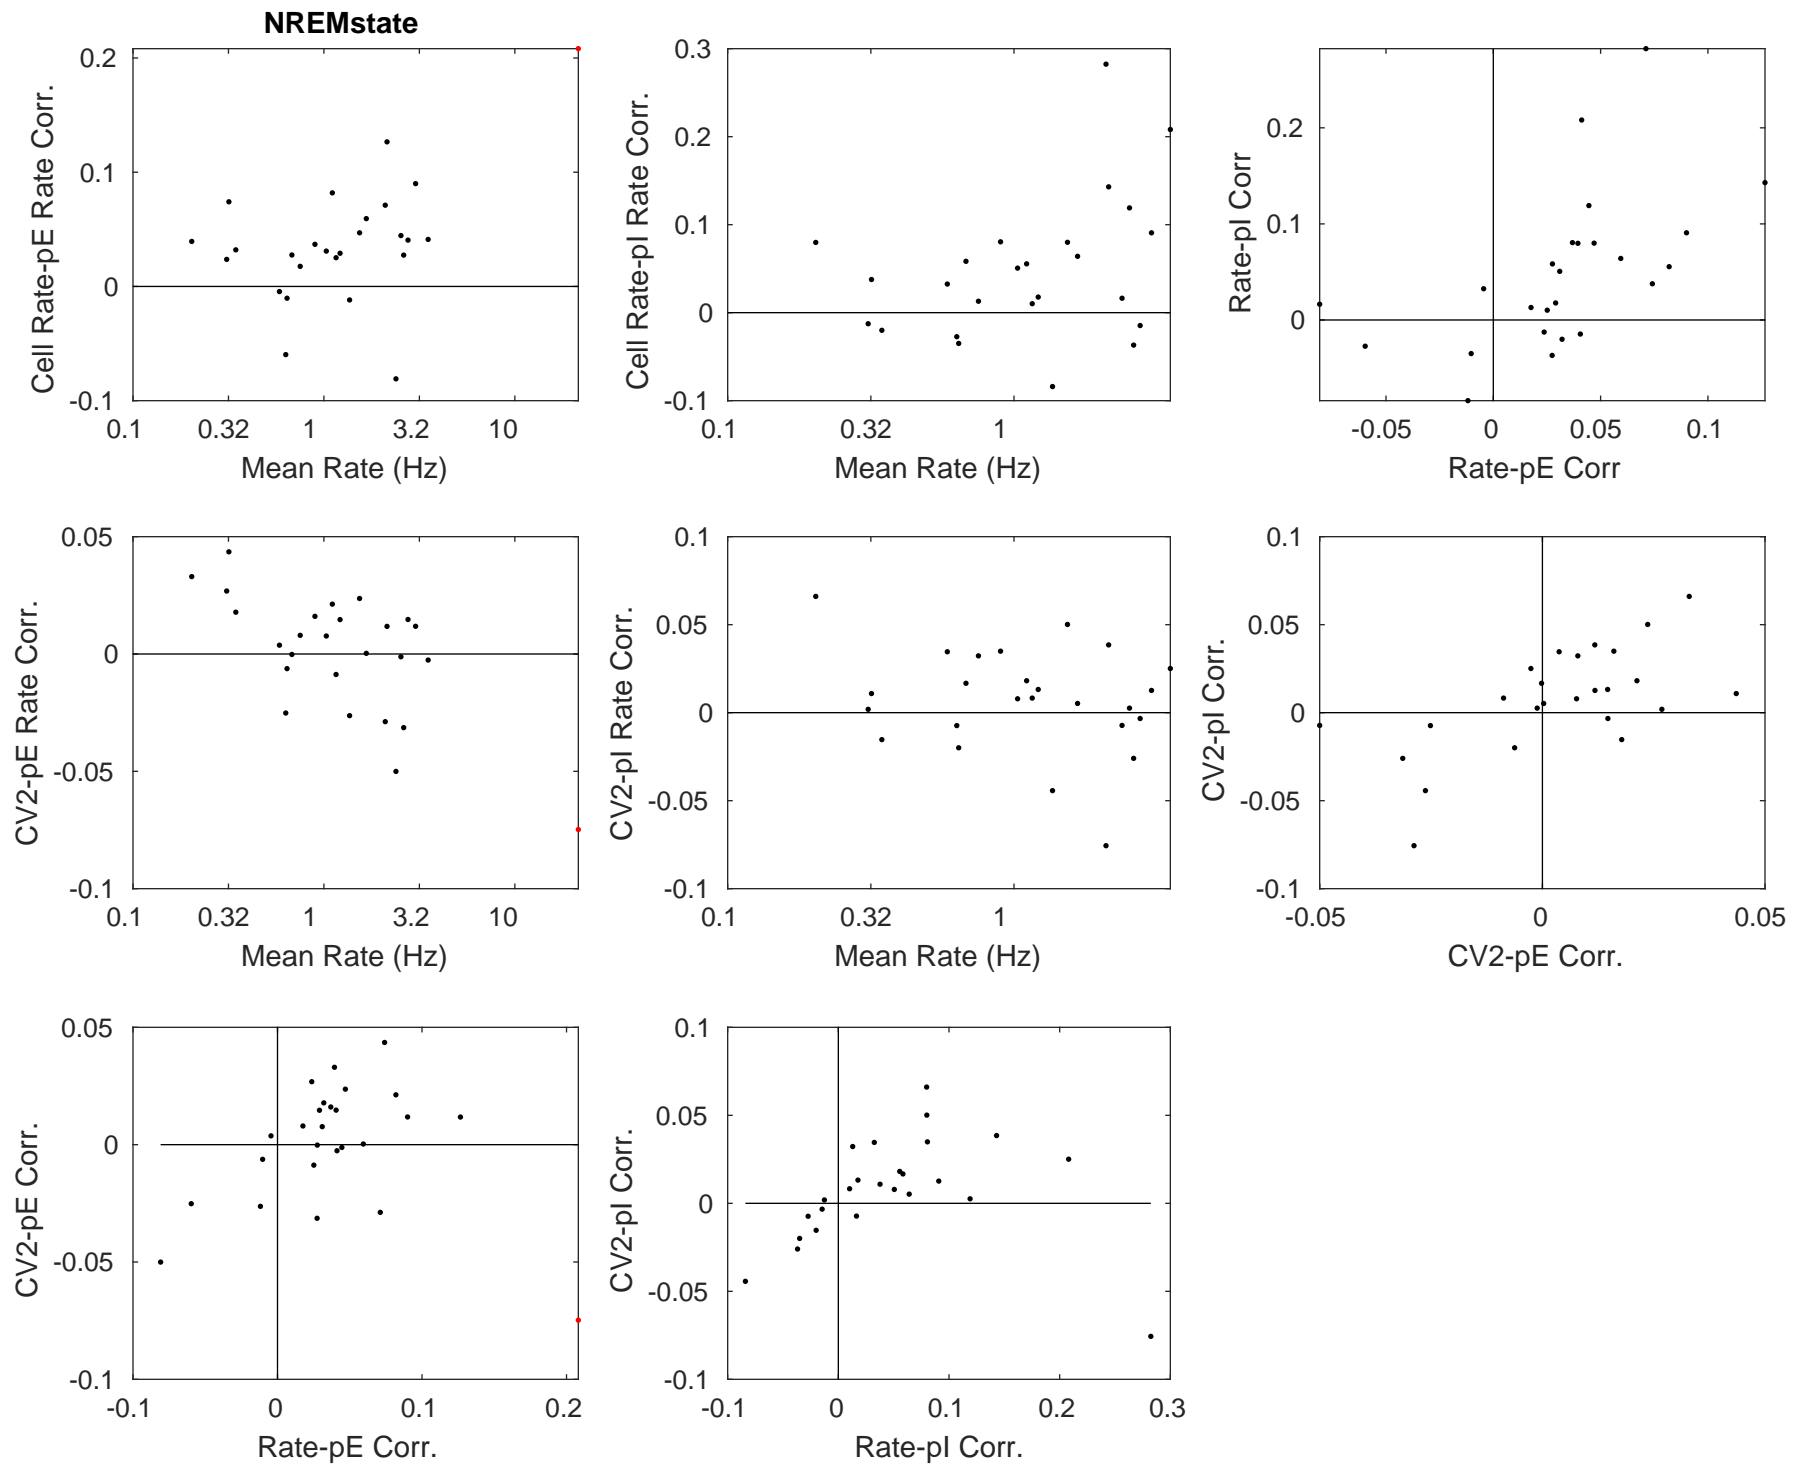 NREMstate
0.2
0.1
0
-0.1
Cell Rate-pE Rate Corr.
0.1 0.32 1 3.2 10
Mean Rate (Hz)
0.3
0.2
0.1
0
-0.1
Cell Rate-pI Rate Corr.
0.1 0.32 1
Mean Rate (Hz)
0.2
0.1
0
Rate-pI Corr
-0.05 0 0.05 0.1
Rate-pE Corr
0.05
0
-0.05
-0.1
CV2-pE Rate Corr.
0.1 0.32 1 3.2 10
Mean Rate (Hz)
0.1
0.05
0
-0.05
-0.1
CV2-pI Rate Corr.
0.1 0.32 1
Mean Rate (Hz)
0.1
0.05
0
-0.05
-0.1
CV2-pI Corr.
-0.05 0 0.05
CV2-pE Corr.
0.05
0
-0.05
-0.1
CV2-pE Corr.
-0.1 0 0.1 0.2
Rate-pE Corr.
0.1
0.05
0
-0.05
-0.1
CV2-pI Corr.
-0.1 0 0.1 0.2 0.3
Rate-pI Corr.